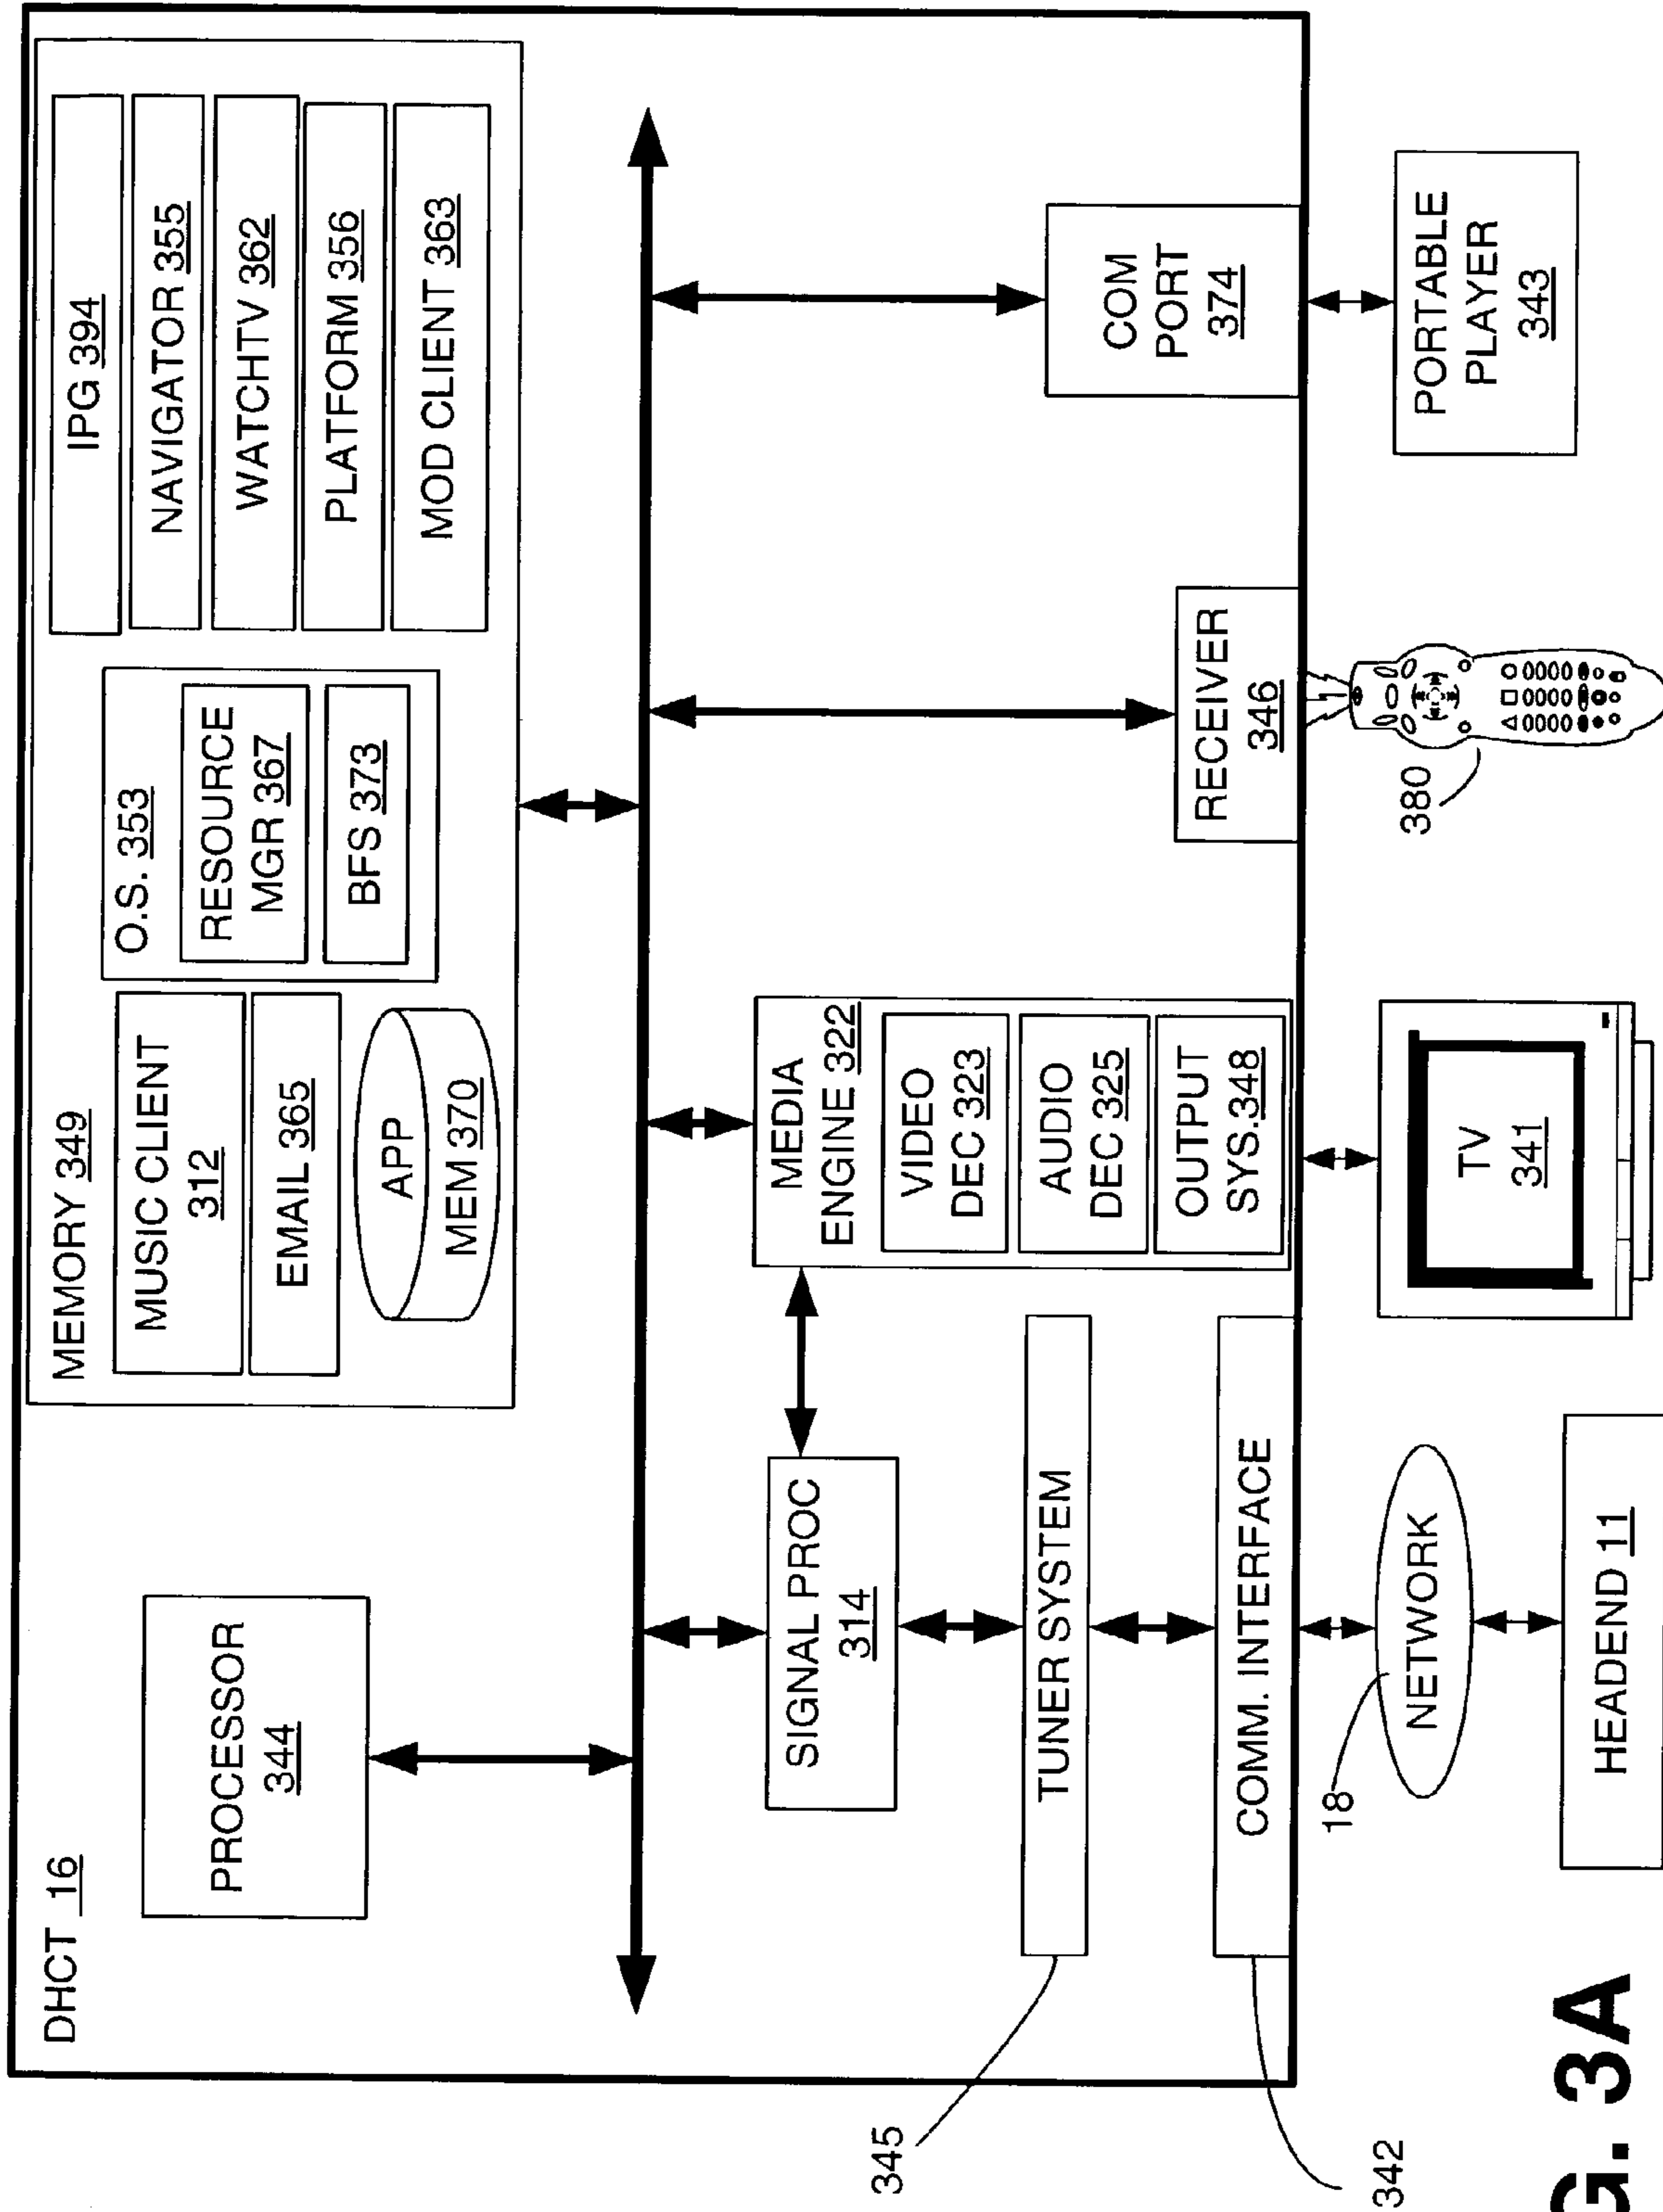 DHCT 16
PROCESSOR
344
MEMORY 349
MUSIC CLIENT
312
EMAIL 365
APP
MEM 370
O.S. 353
RESOURCE
MGR 367
BFS 373
IPG 394
NAVIGATOR 355
WATCHTV 362
PLATFORM 356
MOD CLIENT 363
SIGNAL PROC
314
TUNER SYSTEM
345
COMM. INTERFACE
342
MEDIA
ENGINE 322
VIDEO
DEC 323
AUDIO
DEC 325
OUTPUT
SYS.348
RECEIVER
346
COM
PORT
374
18
NETWORK
HEADEND 11
TV
341
380
PORTABLE
PLAYER
343
G. 3A